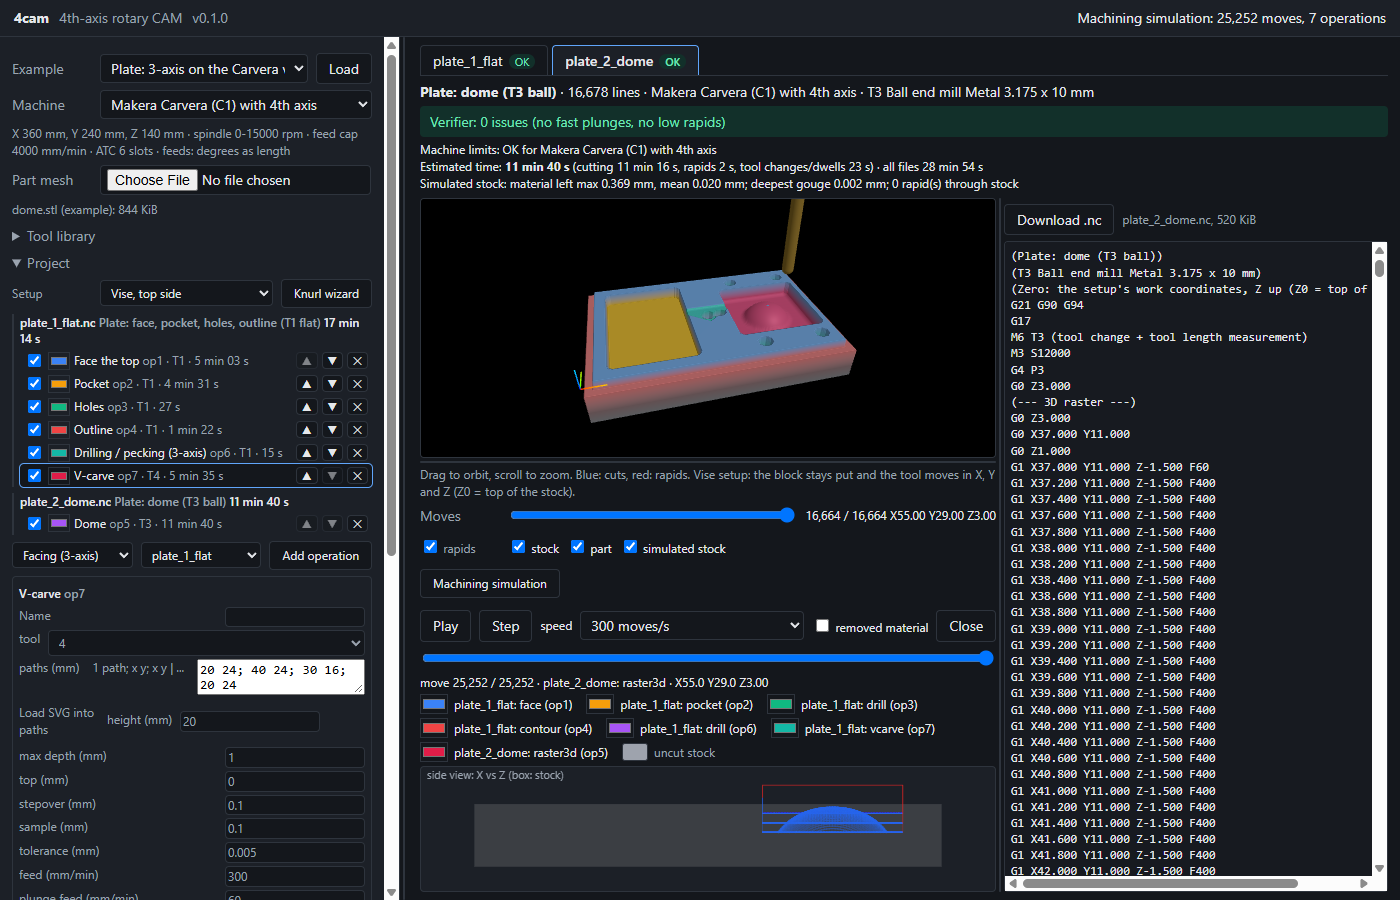 4cam 4th-axis rotary CAM v0.1.0
Machining simulation: 25,252 moves, 7 operations
Example Plate: 3-axis on the Carvera Load
Machine Makera Carvera (C1) with 4th axis
X 360 mm, Y 240 mm, Z 140 mm · spindle 0-15000 rpm · feed cap
4000 mm/min · ATC 6 slots · feeds: degrees as length
Part mesh Choose File No file chosen
dome.stl (example): 844 KiB
▶ Tool library
▼ Project
Setup Vise, top side Knurl wizard
plate_1_flat.nc Plate: face, pocket, holes, outline (T1 flat) 17 min
14 s
Face the top op1 · T1 · 5 min 03 s
Pocket op2 · T1 · 4 min 31 s
Holes op3 · T1 · 27 s
Outline op4 · T1 · 1 min 22 s
Drilling / pecking (3-axis) op6 · T1 · 15 s
V-carve op7 · T4 · 5 min 35 s
plate_2_dome.nc Plate: dome (T3 ball) 11 min 40 s
Dome op5 · T3 · 11 min 40 s
Facing (3-axis) plate_1_flat Add operation
V-carve op7
Name
tool 4
paths (mm) 1 path; x y; x y | ... 20 24; 40 24; 30 16;
20 24
Load SVG into
paths height (mm) 20
max depth (mm) 1
top (mm) 0
stepover (mm) 0.1
sample (mm) 0.1
tolerance (mm) 0.005
feed (mm/min) 300
plunge feed (mm/min) 60
plate_1_flat OK plate_2_dome OK
Plate: dome (T3 ball) · 16,678 lines · Makera Carvera (C1) with 4th axis · T3 Ball end mill Metal 3.175 x 10 mm
Verifier: 0 issues (no fast plunges, no low rapids)
Machine limits: OK for Makera Carvera (C1) with 4th axis
Estimated time: 11 min 40 s (cutting 11 min 16 s, rapids 2 s, tool changes/dwells 23 s) · all files 28 min 54 s
Simulated stock: material left max 0.369 mm, mean 0.020 mm; deepest gouge 0.002 mm; 0 rapid(s) through stock
Drag to orbit, scroll to zoom. Blue: cuts, red: rapids. Vise setup: the block stays put and the tool moves in X, Y
and Z (Z0 = top of the stock).
Moves 16,664 / 16,664 X55.00 Y29.00 Z3.00
rapids stock part simulated stock
Machining simulation
Play Step speed 300 moves/s removed material Close
move 25,252 / 25,252 · plate_2_dome: raster3d · X55.0 Y29.0 Z3.00
plate_1_flat: face (op1) plate_1_flat: pocket (op2) plate_1_flat: drill (op3)
plate_1_flat: contour (op4) plate_1_flat: drill (op6) plate_1_flat: vcarve (op7)
plate_2_dome: raster3d (op5) uncut stock
side view: X vs Z (box: stock)
Download .nc plate_2_dome.nc, 520 KiB
(Plate: dome (T3 ball))
(T3 Ball end mill Metal 3.175 x 10 mm)
(Zero: the setup's work coordinates, Z up (Z0 = top of
G21 G90 G94
G17
M6 T3 (tool change + tool length measurement)
M3 S12000
G4 P3
G0 Z3.000
(--- 3D raster ---)
G0 Z3.000
G0 X37.000 Y11.000
G0 Z1.000
G1 X37.000 Y11.000 Z-1.500 F60
G1 X37.200 Y11.000 Z-1.500 F400
G1 X37.400 Y11.000 Z-1.500 F400
G1 X37.600 Y11.000 Z-1.500 F400
G1 X37.800 Y11.000 Z-1.500 F400
G1 X38.000 Y11.000 Z-1.500 F400
G1 X38.200 Y11.000 Z-1.500 F400
G1 X38.400 Y11.000 Z-1.500 F400
G1 X38.600 Y11.000 Z-1.500 F400
G1 X38.800 Y11.000 Z-1.500 F400
G1 X39.000 Y11.000 Z-1.500 F400
G1 X39.200 Y11.000 Z-1.500 F400
G1 X39.400 Y11.000 Z-1.500 F400
G1 X39.600 Y11.000 Z-1.500 F400
G1 X39.800 Y11.000 Z-1.500 F400
G1 X40.000 Y11.000 Z-1.500 F400
G1 X40.200 Y11.000 Z-1.500 F400
G1 X40.400 Y11.000 Z-1.500 F400
G1 X40.600 Y11.000 Z-1.500 F400
G1 X40.800 Y11.000 Z-1.500 F400
G1 X41.000 Y11.000 Z-1.500 F400
G1 X41.200 Y11.000 Z-1.500 F400
G1 X41.400 Y11.000 Z-1.500 F400
G1 X41.600 Y11.000 Z-1.500 F400
G1 X41.800 Y11.000 Z-1.500 F400
G1 X42.000 Y11.000 Z-1.500 F400